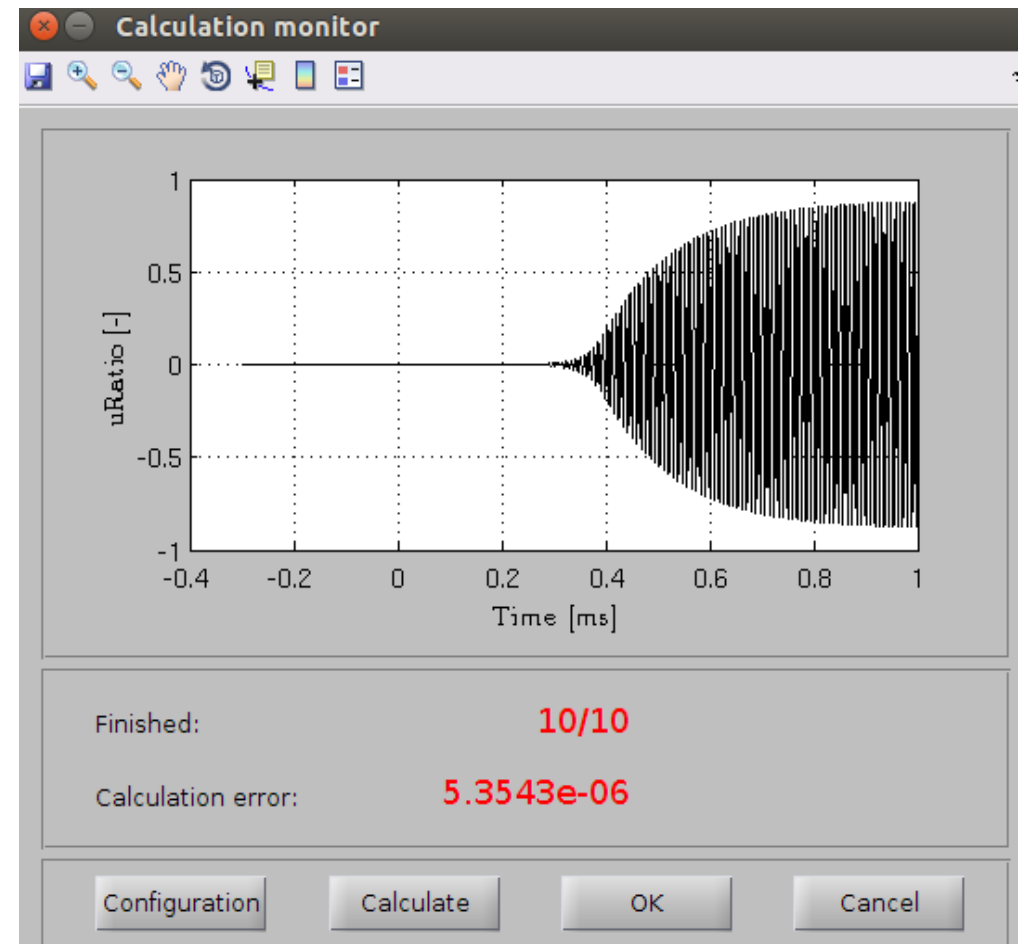 Calculation monitor
1
0.5
0
-0.5
-1
uRatio [-]
-0.4 -0.2 0 0.2 0.4 0.6 0.8 1
Time [ms]
Finished: 10/10
Calculation error: 5.3543e-06
Configuration Calculate OK Cancel